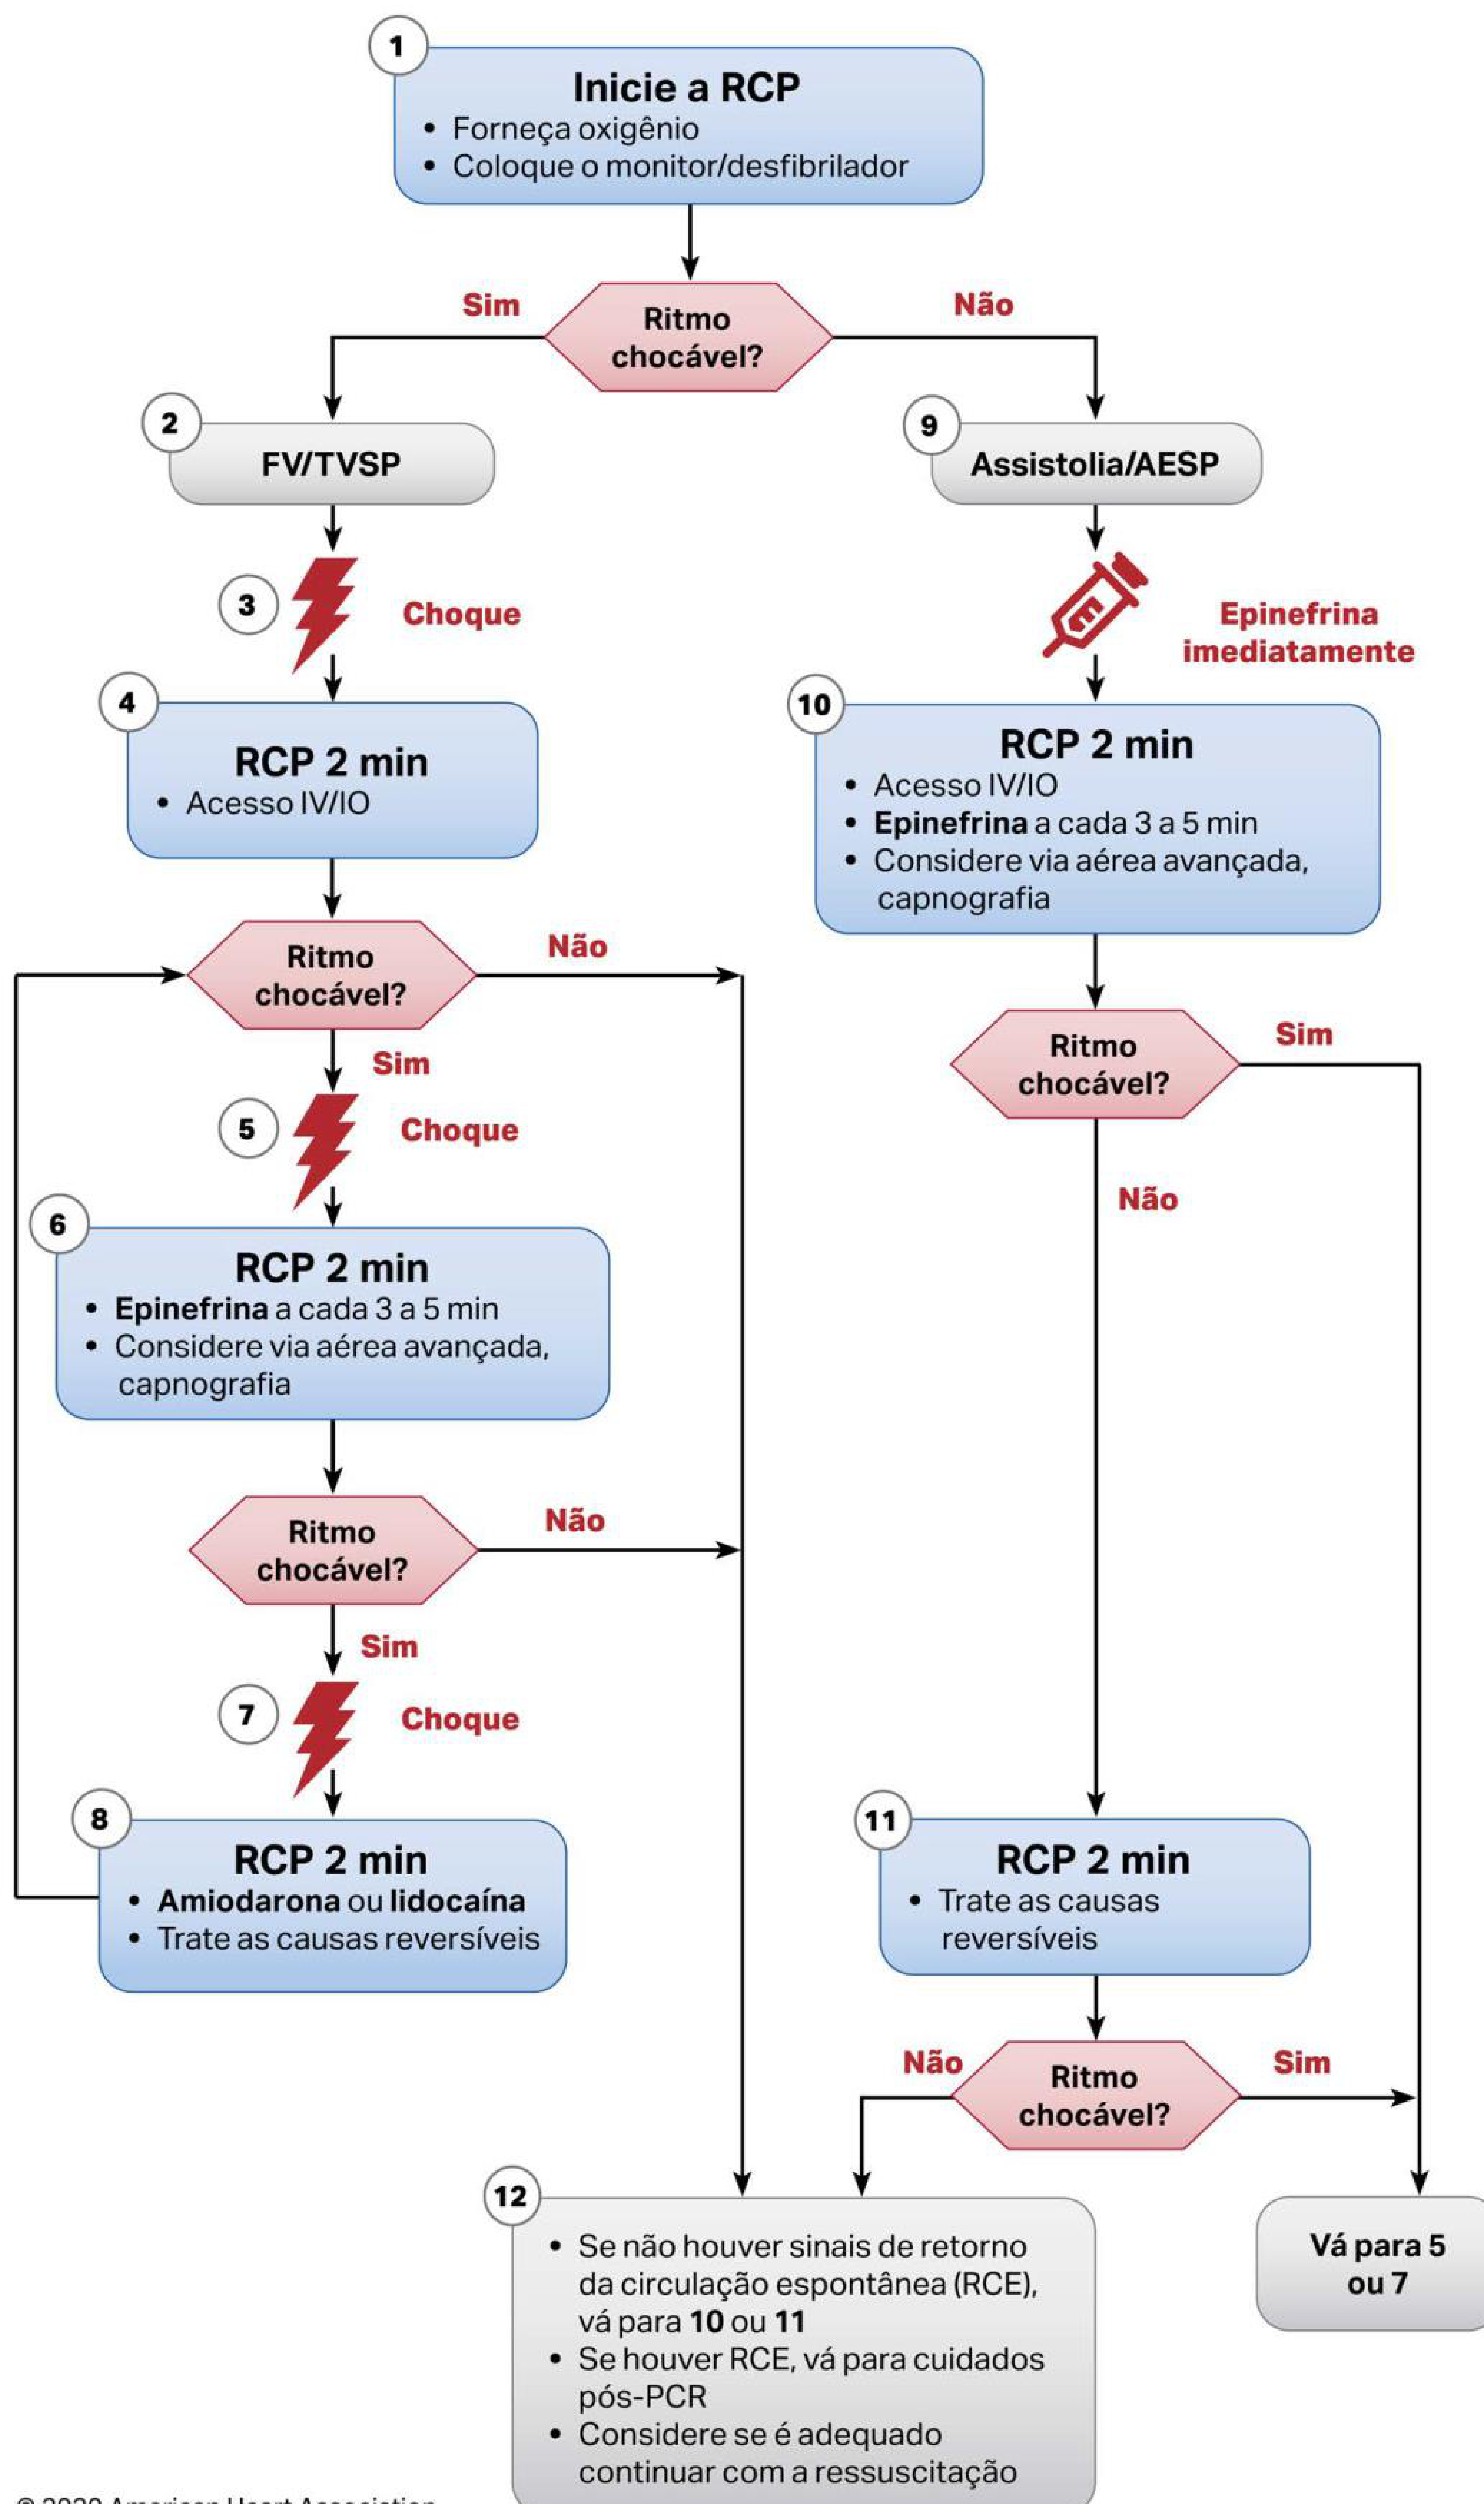 1
Inicie a RCP
• Forneça oxigênio
• Coloque o monitor/desfibrilador
Ritmo
chocável?
Sim
Não
2
FV/TVSP
3
Choque
4
RCP 2 min
• Acesso IV/IO
Ritmo
chocável?
Não
Sim
5
Choque
6
RCP 2 min
• Epinefrina a cada 3 a 5 min
• Considere via aérea avançada,
capnografia
Ritmo
chocável?
Não
Sim
7
Choque
8
RCP 2 min
• Amiodarona ou lidocaína
• Trate as causas reversíveis
9
Assistolia/AESP
Epinefrina
imediatamente
10
RCP 2 min
• Acesso IV/IO
• Epinefrina a cada 3 a 5 min
• Considere via aérea avançada,
capnografia
Ritmo
chocável?
Sim
Não
11
RCP 2 min
• Trate as causas
reversíveis
Ritmo
chocável?
Não
Sim
12
• Se não houver sinais de retorno
da circulação espontânea (RCE),
vá para 10 ou 11
• Se houver RCE, vá para cuidados
pós-PCR
• Considere se é adequado
continuar com a ressuscitação
Vá para 5
ou 7
© 2020 American Heart Association